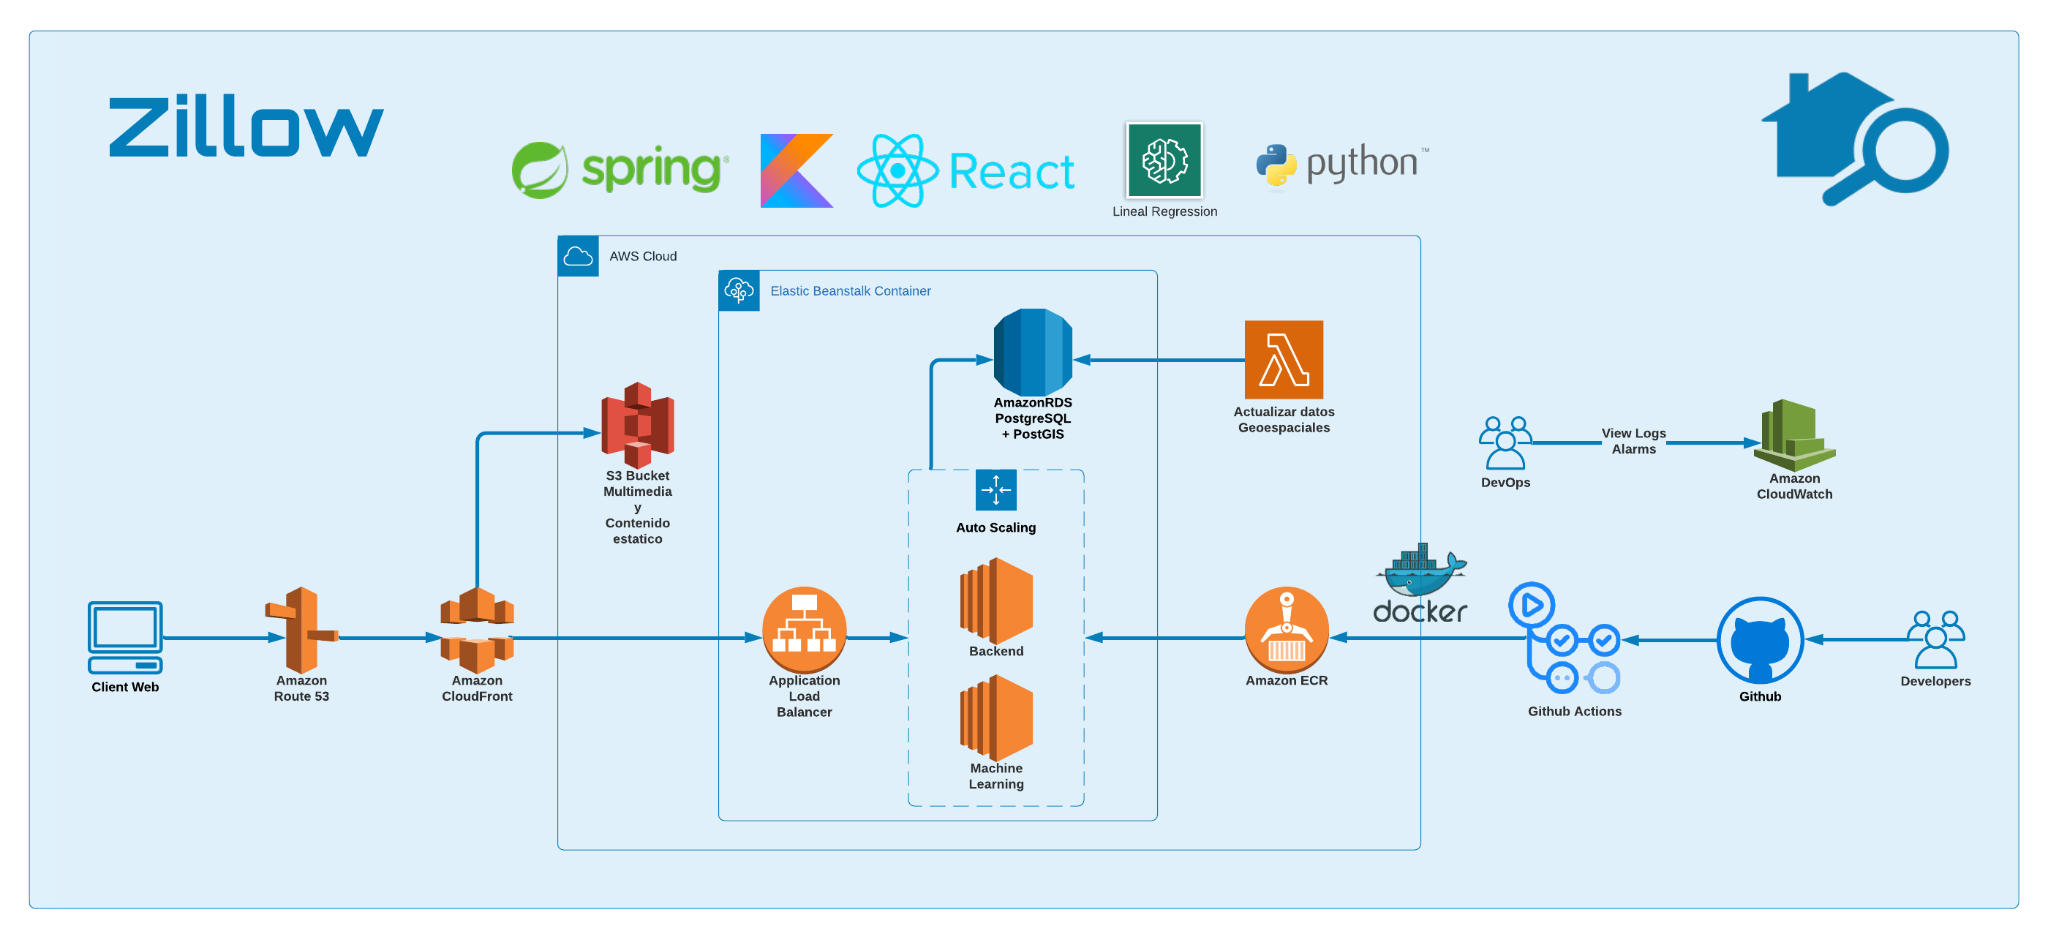 Zillow
spring®
React
Lineal Regression
python™
AWS Cloud
Elastic Beanstalk Container
AmazonRDS
PostgreSQL
+ PostGIS
Actualizar datos
Geoespaciales
S3 Bucket
Multimedia
y
Contenido
estatico
Auto Scaling
View Logs
Alarms
DevOps
Amazon
CloudWatch
docker
Client Web
Amazon
Route 53
Amazon
CloudFront
Application
Load
Balancer
Backend
Machine
Learning
Amazon ECR
Github Actions
Github
Developers